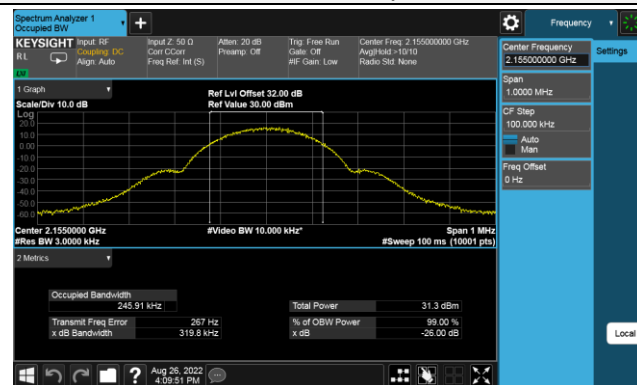 Spectrum Analyzer 1
Occupied BW
+
Frequency
KEYSIGHT
RL
LNI
Input: RF
Coupling: DC
Align: Auto
Input Z: 50 Ω
Corr CCorr
Freq Ref: Int (S)
Atten: 20 dB
Preamp: Off
Trig: Free Run
Gate: Off
#IF Gain: Low
Center Freq: 2.155000000 GHz
Avg|Hold:>10/10
Radio Std: None
Center Frequency
2.155000000 GHz
Settings
Span
1.0000 MHz
CF Step
100.000 kHz
Auto
Man
Freq Offset
0 Hz
Local
1 Graph
Scale/Div 10.0 dB
Ref Lvl Offset 32.00 dB
Ref Value 30.00 dBm
Log
20.0
10.0
0.00
-10.0
-20.0
-30.0
-40.0
-50.0
-60.0
Center 2.1550000 GHz
#Res BW 3.0000 kHz
#Video BW 10.000 kHz*
Span 1 MHz
#Sweep 100 ms (10001 pts)
2 Metrics
Occupied Bandwidth
245.91 kHz
Total Power 31.3 dBm
Transmit Freq Error 267 Hz
% of OBW Power 99.00 %
x dB Bandwidth 319.8 kHz
x dB -26.00 dB
?
Aug 26, 2022
4:09:51 PM